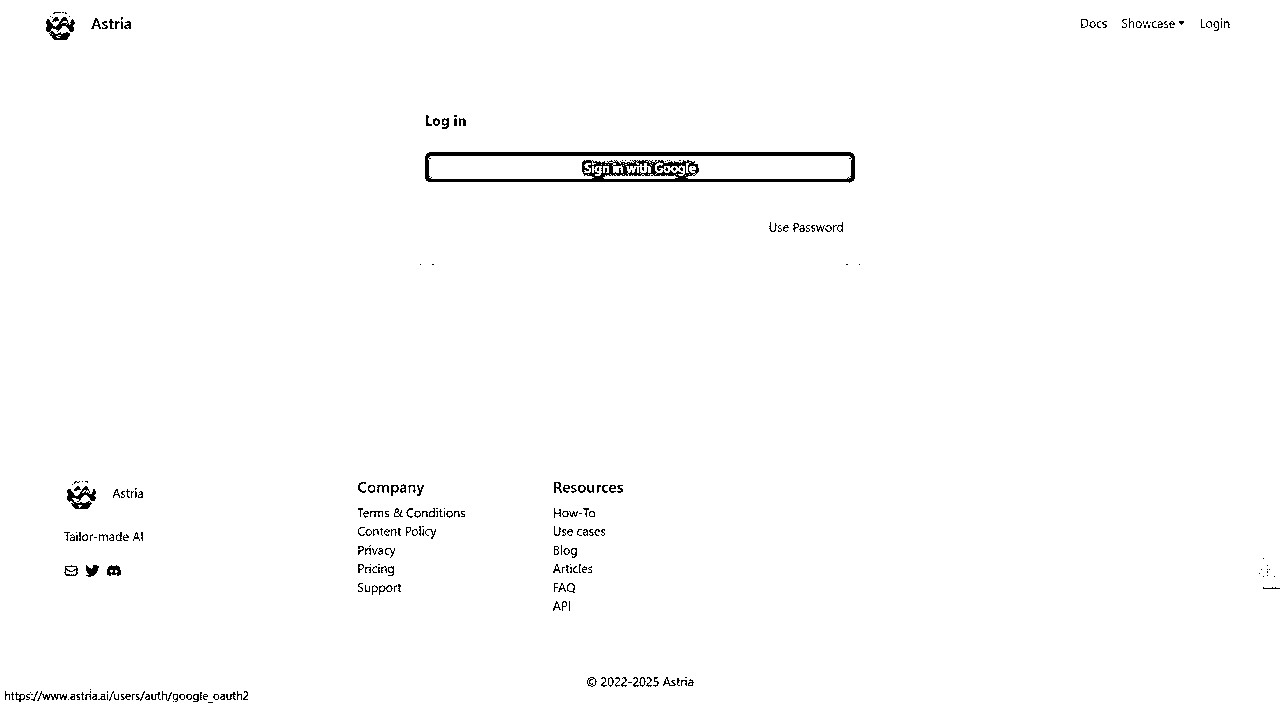 Astria
Docs Showcase Login
Log in
Sign in with Google
Use Password
Astria
Tailor-made AI
Company
Terms & Conditions
Content Policy
Privacy
Pricing
Support
Resources
How-To
Use cases
Blog
Articles
FAQ
API
© 2022-2025 Astria
https://www.astria.ai/users/auth/google_oauth2